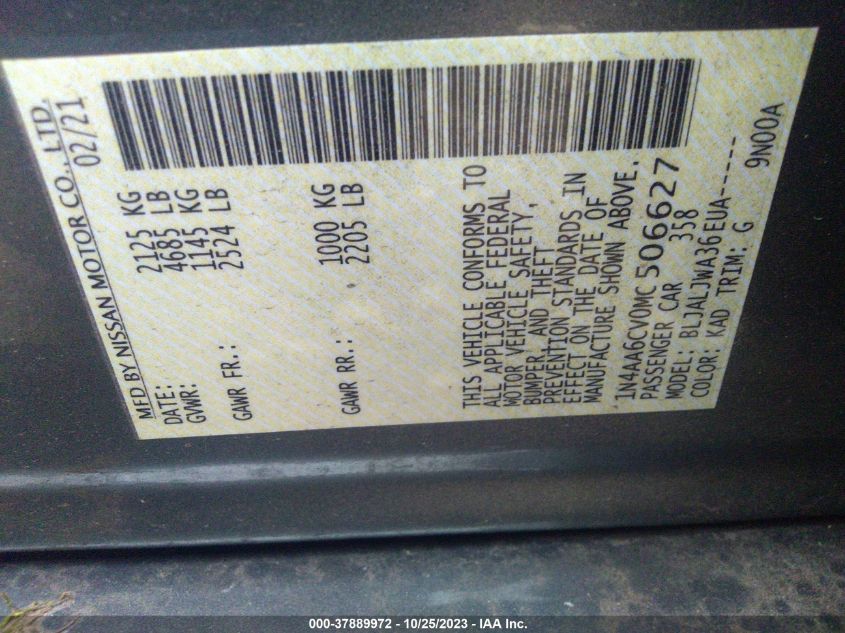 MFD BY NISSAN MOTOR CO., LTD.
DATE: 02/21
GVWR: 2125 KG
4685 LB
GAWR FR.: 1145 KG
2524 LB
GAWR RR.: 1000 KG
2205 LB
THIS VEHICLE CONFORMS TO
ALL APPLICABLE FEDERAL
MOTOR VEHICLE SAFETY,
BUMPER, AND THEFT
PREVENTION STANDARDS IN
EFFECT ON THE DATE OF
MANUFACTURE SHOWN ABOVE.
1N4AA6CV0MC506627
PASSENGER CAR 358
MODEL: BLJALJWA36EUA------
COLOR: KAD TRIM: G 9N00A
000-37889972 - 10/25/2023 - IAA Inc.